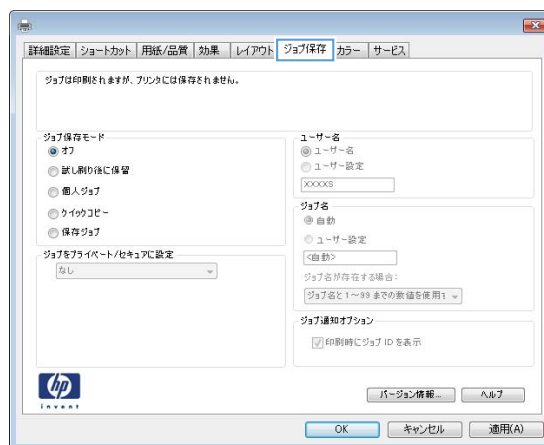 詳細設定 ショートカット 用紙/品質 効果 レイアウト ジョブ保存 カラー サービス
ジョブは印刷されますが、プリンタには保存されません。
ジョブ保存モード
オフ
試し刷り後に保留
個人ジョブ
クイックコピー
保存ジョブ
ジョブをプライベート/セキュアに設定
なし
ユーザー名
ユーザー名
ユーザー設定
XXXXS
ジョブ名
自動
ユーザー設定
<自動>
ジョブ名が存在する場合:
ジョブ名と1～99までの数値を使用
ジョブ通知オプション
印刷時にジョブ ID を表示
hp
invent
バージョン情報... ヘルプ
OK キャンセル 適用(A)